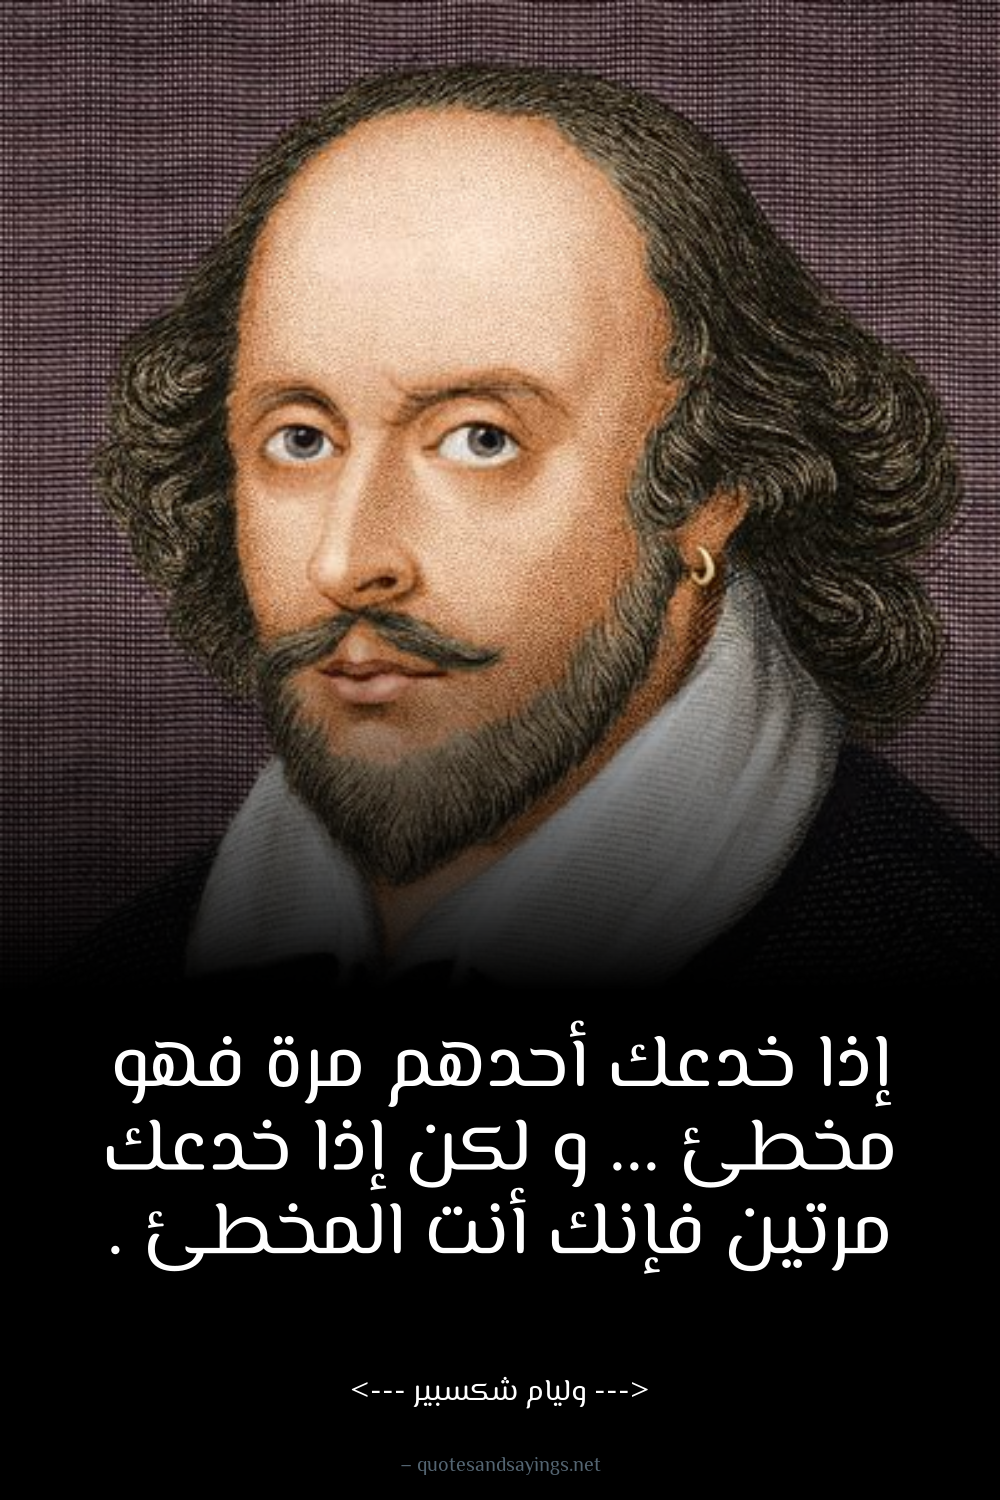 إذا خدعك أحدهم مرة فهو
مخطئ ... و لكن إذا خدعك
مرتين فإنك أنت المخطئ .
<--- وليام شكسبير --->
– quotesandsayings.net